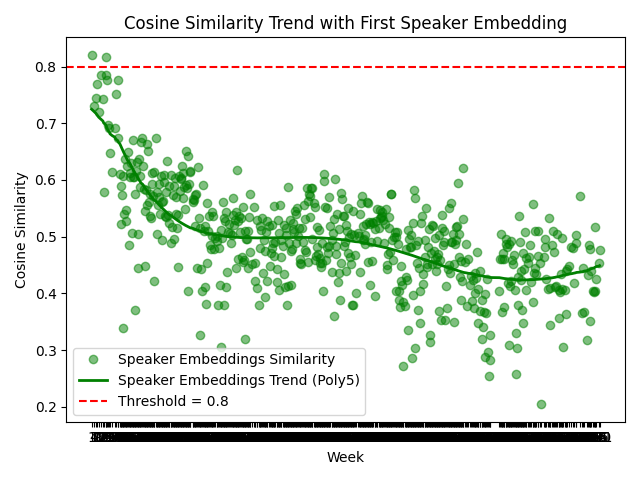 Cosine Similarity Trend with First Speaker Embedding
0.8
0.7
0.6
0.5
0.4
0.3
0.2
Cosine Similarity
Speaker Embeddings Similarity
Speaker Embeddings Trend (Poly5)
Threshold = 0.8
Week